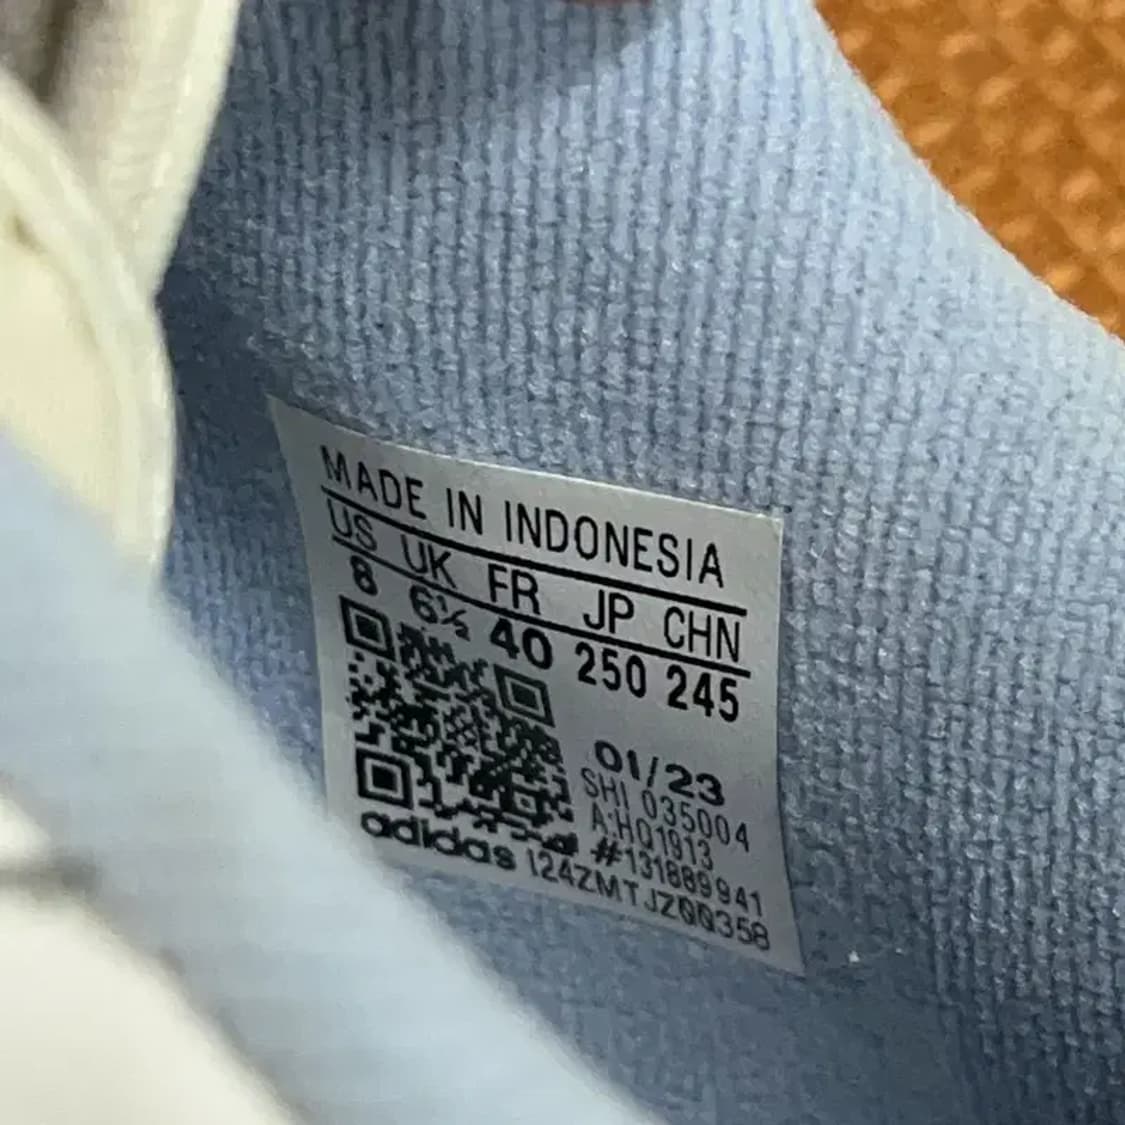 MADE IN INDONESIA
US UK FR JP CHN
8 6½ 40 250 245
01/23
SHI 035004
A:HQ1913
#131889941
adidas 124ZMTJZQQ358